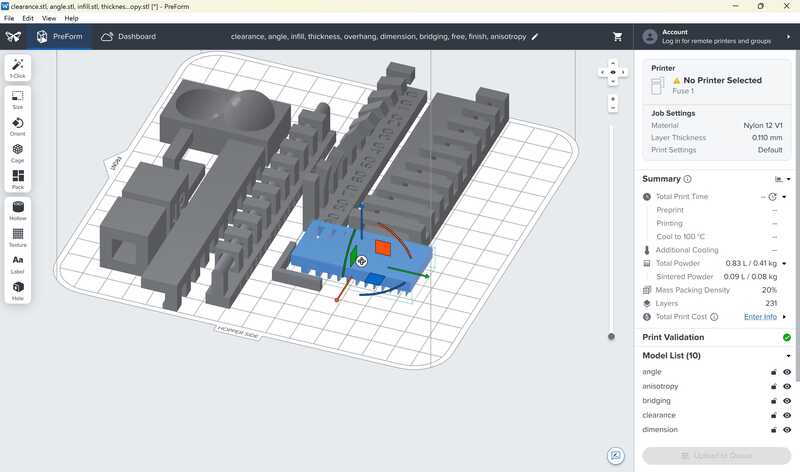 clearance.stl, angle.stl, infill.stl, thicknes...opy.stl [*] - PreForm
File Edit View Help
PreForm
Dashboard
clearance, angle, infill, thickness, overhang, dimension, bridging, free, finish, anisotropy
Account
Log in for remote printers and groups
1-Click
Size
Orient
Cage
Pack
Hollow
Texture
Aa
Label
Hole
FRONT
HOPPER SIDE
Printer
No Printer Selected
Fuse 1
Job Settings
Material Nylon 12 V1
Layer Thickness 0.110 mm
Print Settings Default
Summary
Total Print Time --
Preprint --
Printing --
Cool to 100 °C --
Additional Cooling --
Total Powder 0.83 L / 0.41 kg
Sintered Powder 0.09 L / 0.08 kg
Mass Packing Density 20%
Layers 231
Total Print Cost Enter Info
Print Validation
Model List (10)
angle
anisotropy
bridging
clearance
dimension
Upload to Queue